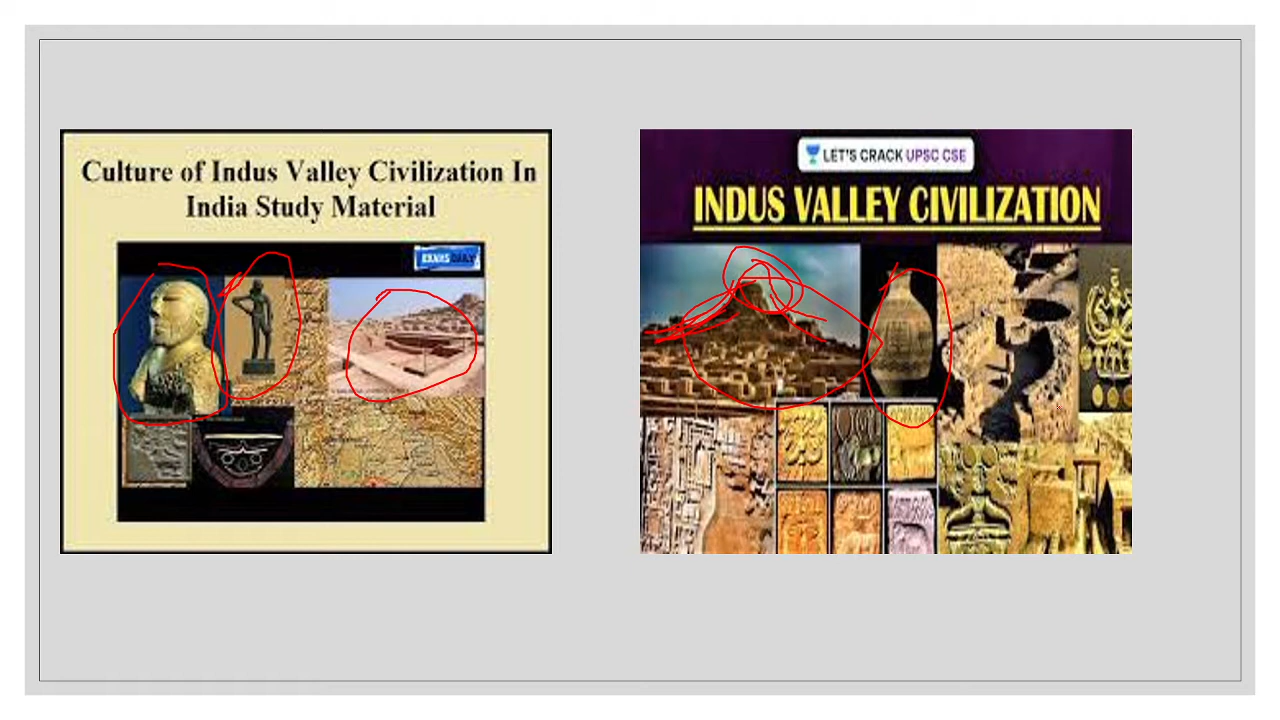 Culture of Indus Valley Civilization In
India Study Material
EXAMS DAILY
LET'S CRACK UPSC CSE
INDUS VALLEY CIVILIZATION